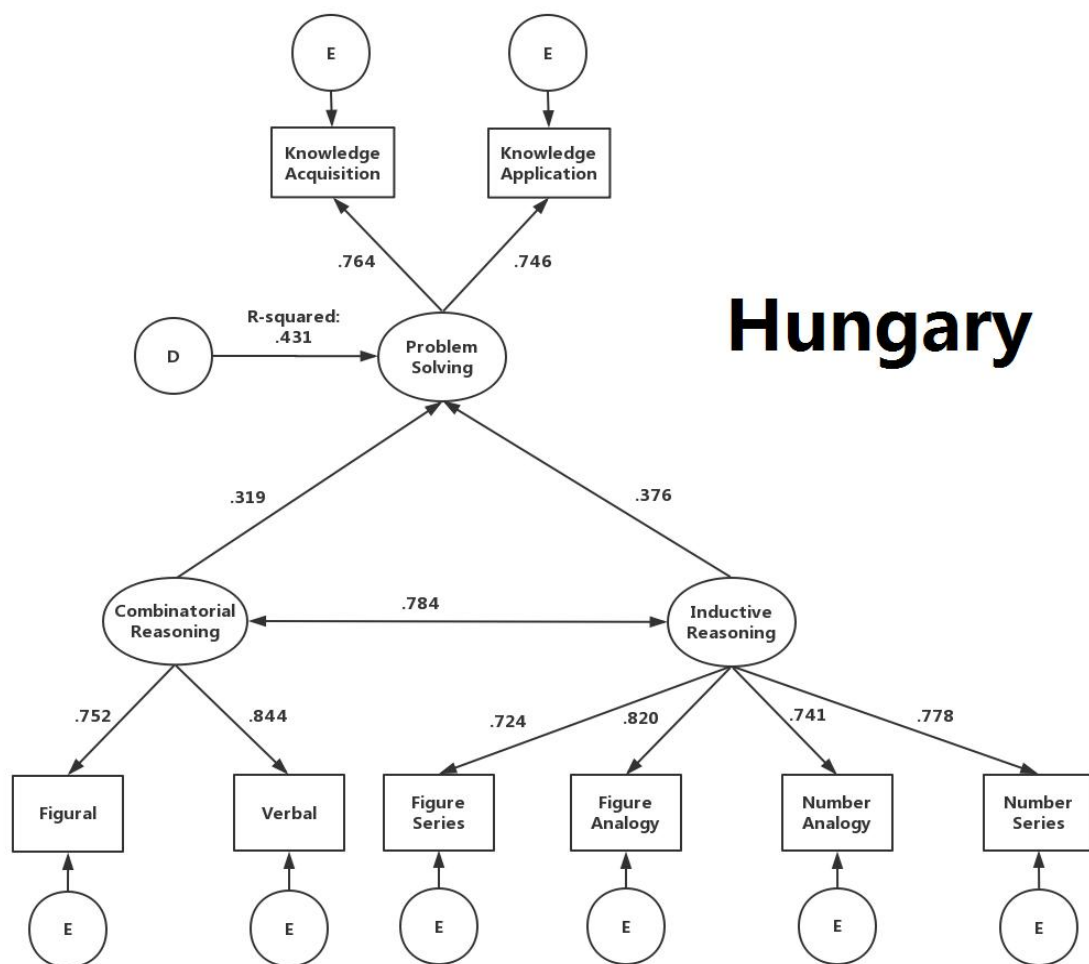 E
E
Knowledge
Acquisition
Knowledge
Application
.764
.746
R-squared:
.431
D
Problem
Solving
Hungary
.319
.376
Combinatorial
Reasoning
.784
Inductive
Reasoning
.752
.844
.724
.820
.741
.778
Figural
Verbal
Figure
Series
Figure
Analogy
Number
Analogy
Number
Series
E
E
E
E
E
E